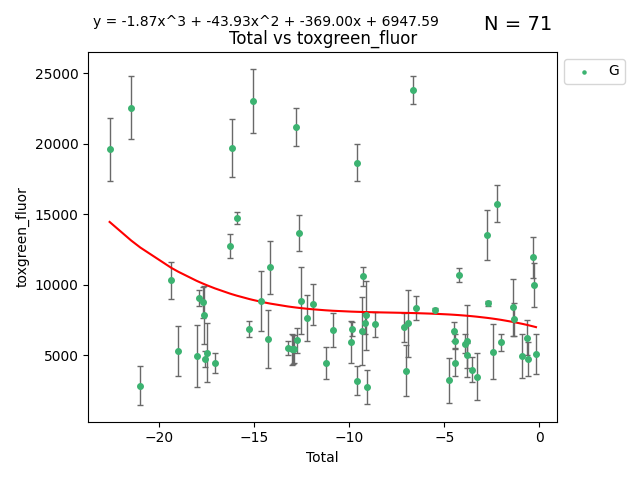 y = -1.87x^3 + -43.93x^2 + -369.00x + 6947.59
N = 71
Total vs toxgreen_fluor
G
25000
20000
15000
10000
5000
toxgreen_fluor
−20
−15
−10
−5
0
Total